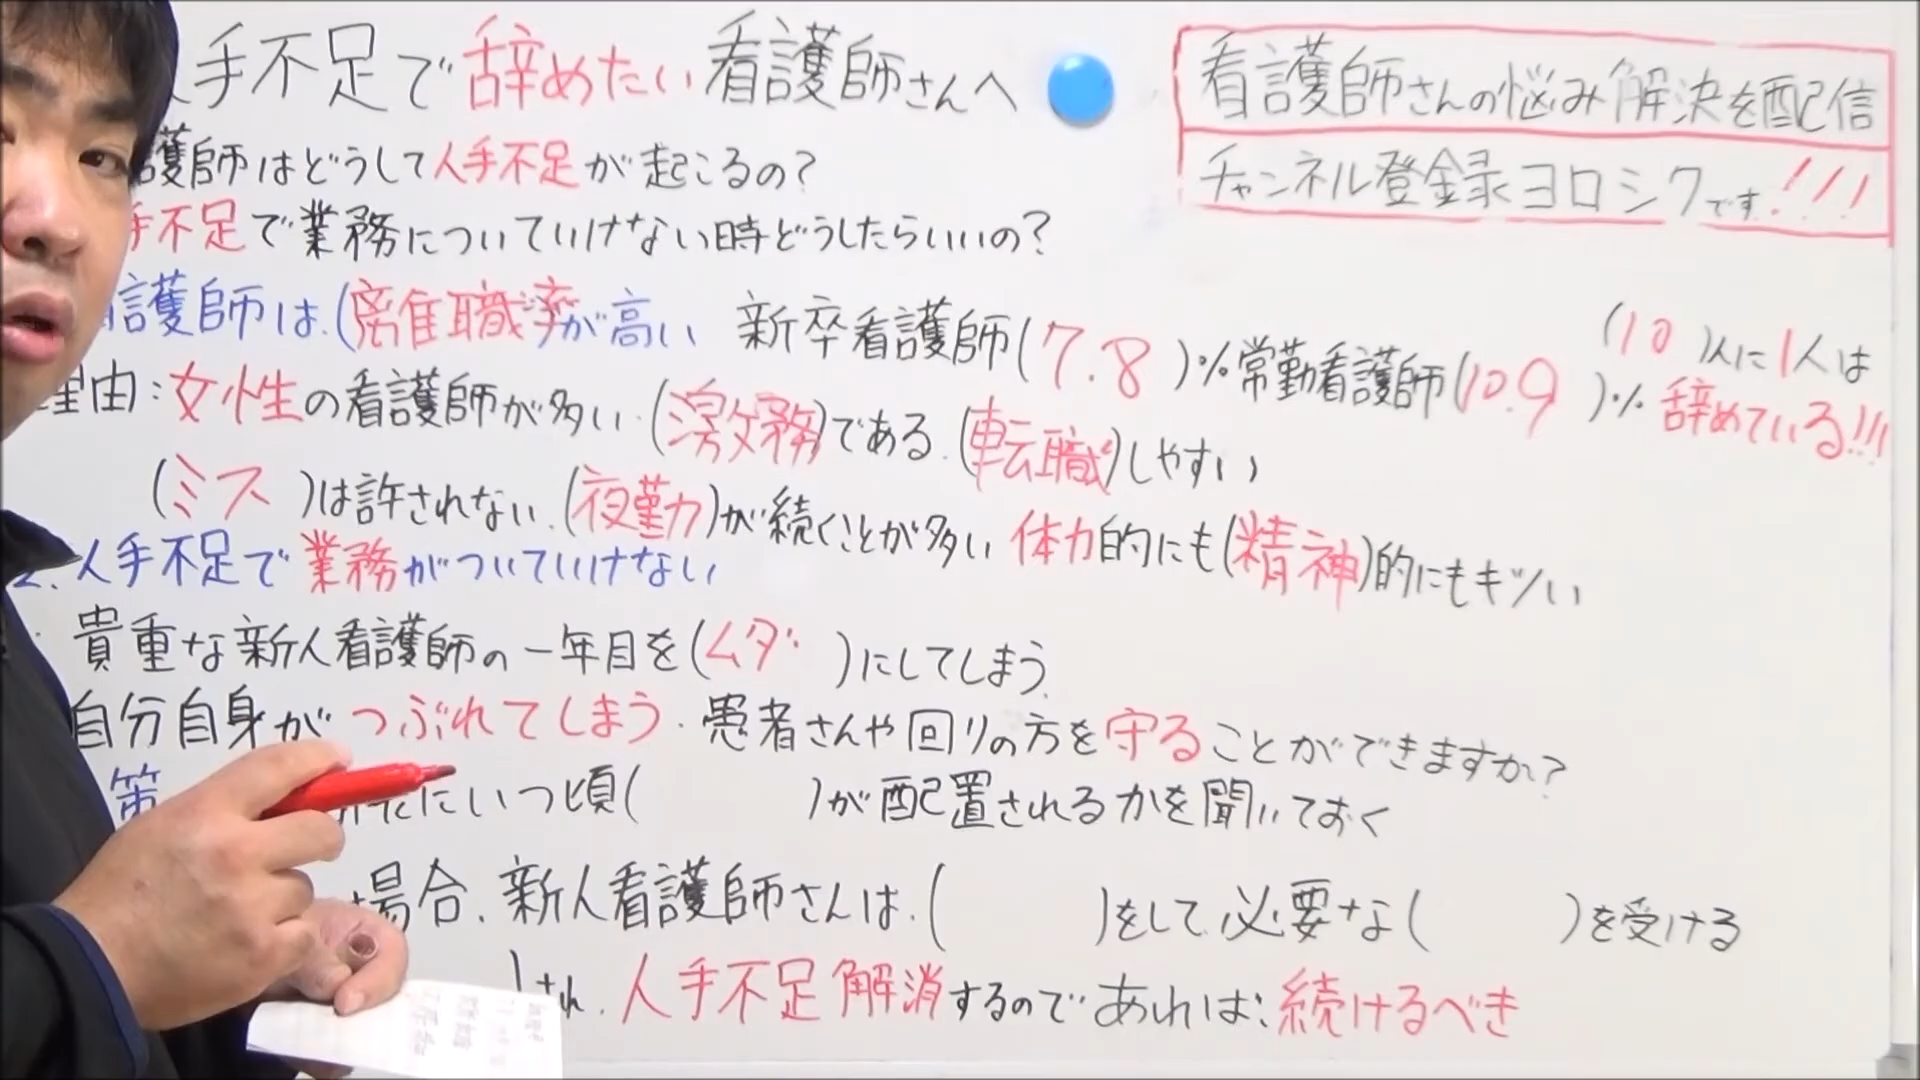 人手不足で辞めたい看護師さんへ
看護師さんの悩み解決を配信
チャンネル登録ヨロシクです!!!
護師はどうして人手不足が起こるの?
手不足で業務についていけない時どうしたらいいの?
護師は(離職率が高い 新卒看護師(7.8)%常勤看護師(10.9)%
(10)人に1人は
辞めている!!!
理由:女性の看護師が多い.(激務)である.(転職)しやすい
(ミス)は許されない.(夜勤)が続くことが多い 体力的にも(精神)的にもキツい
2.人手不足で業務がついていけない
・貴重な新人看護師の一年目を(ムダ)にしてしまう.
自分自身がつぶれてしまう・患者さんや回りの方を守ることができますか?
策
にいつ頃( )が配置されるかを聞いておく
場合、新人看護師さんは.( )をして必要な( )を受ける
)され.人手不足解消するのであれば:続けるべき